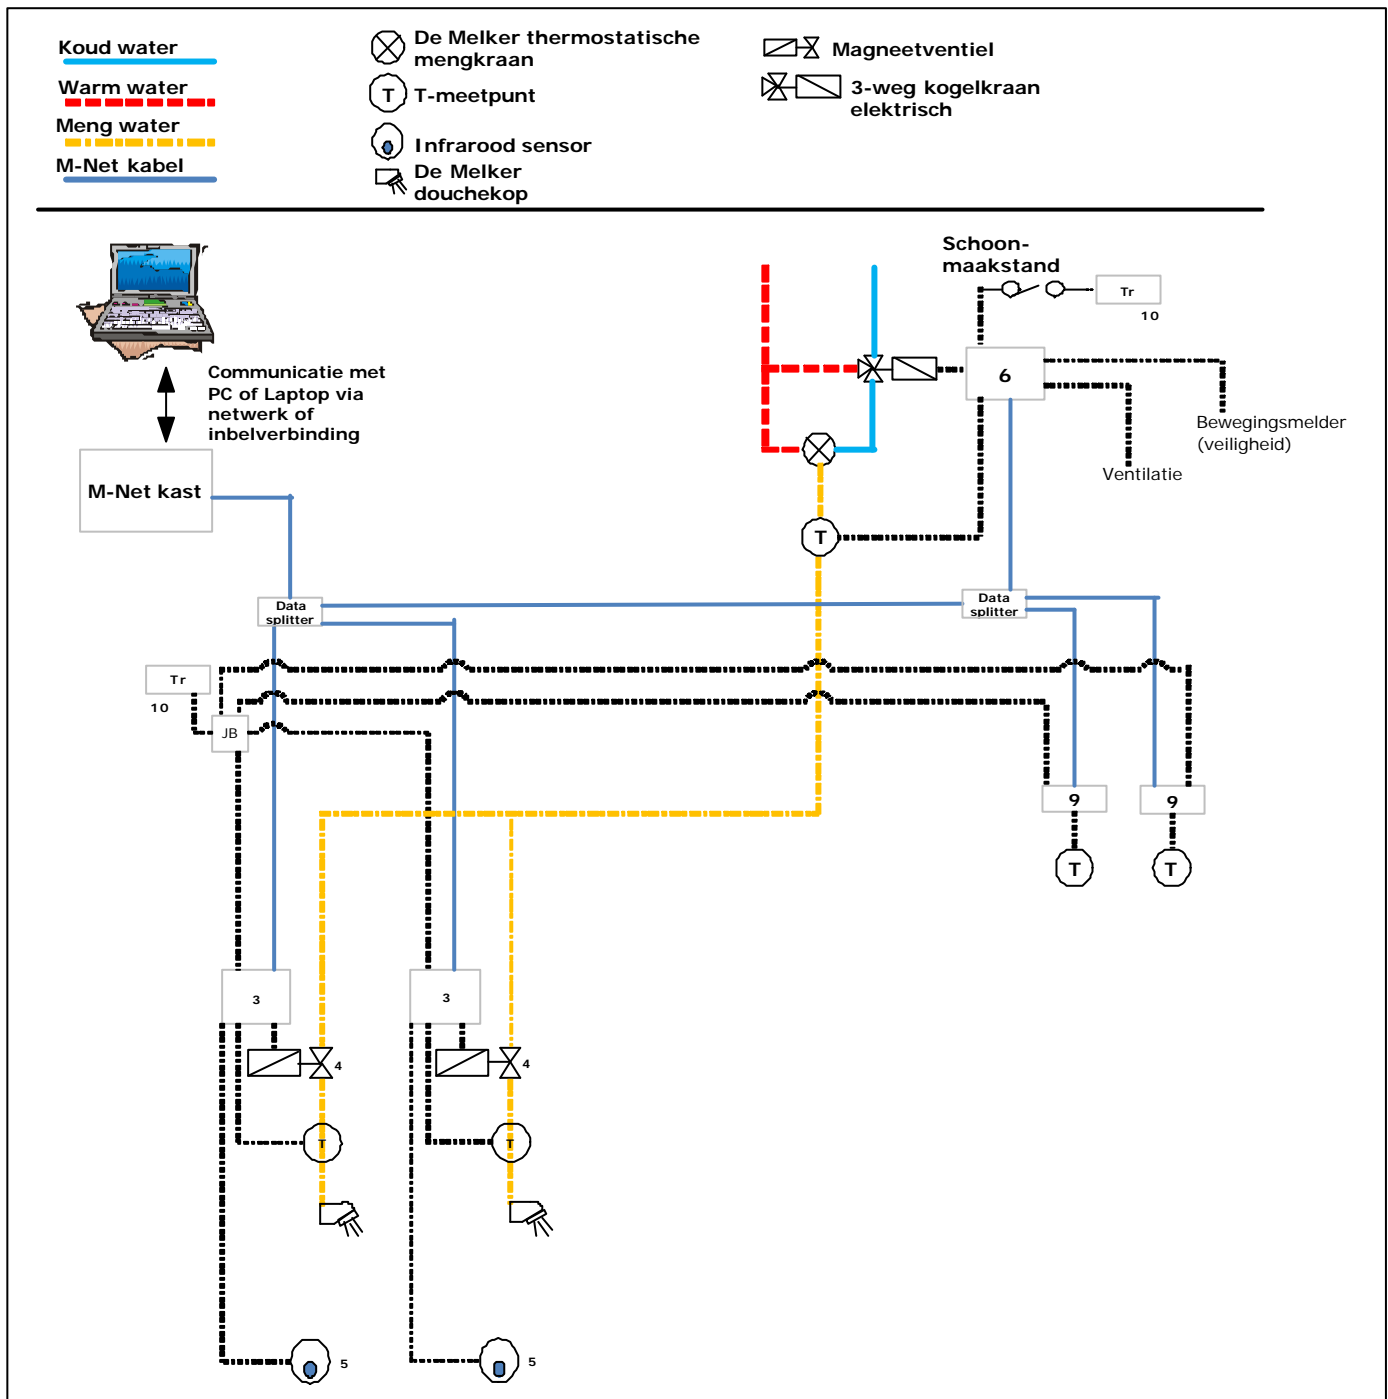 Koud water
Warm water
Meng water
M-Net kabel
De Melker thermostatische
mengkraan
T
T-meetpunt
Infrarood sensor
De Melker
douchekop
Magneetventiel
3-weg kogelkraan
elektrisch
Schoon-
maakstand
Tr
10
Communicatie met
PC of Laptop via
netwerk of
inbelverbinding
6
Bewegingsmelder
(veiligheid)
Ventilatie
M-Net kast
T
Data
splitter
Data
splitter
Tr
10
JB
9
9
T
T
3
3
4
4
T
T
5
5